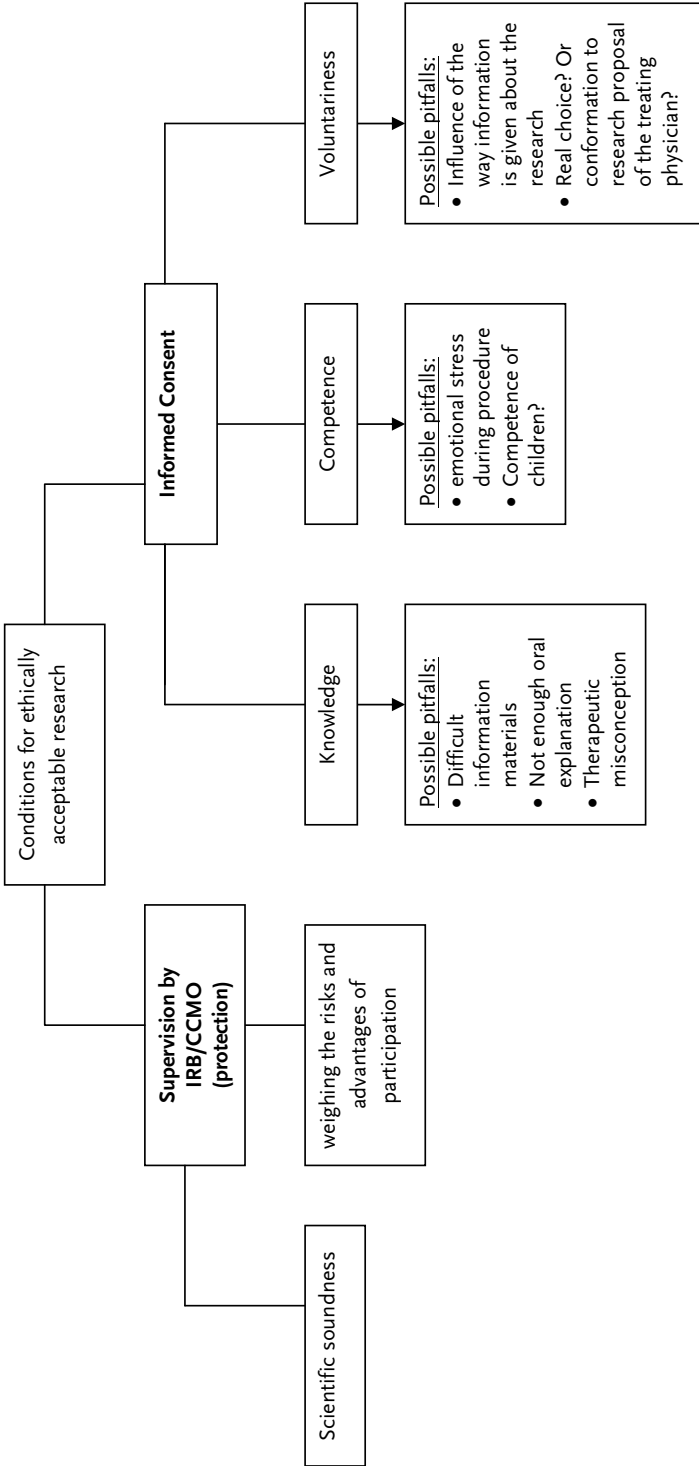 Conditions for ethically
acceptable research
Supervision by
IRB/CCMO
(protection)
Informed Consent
Scientific soundness
weighing the risks and
advantages of
participation
Knowledge
Competence
Voluntariness
Possible pitfalls:
• Difficult
information
materials
• Not enough oral
explanation
• Therapeutic
misconception
Possible pitfalls:
• emotional stress
during procedure
• Competence of
children?
Possible pitfalls:
• Influence of the
way information
is given about the
research
• Real choice? Or
conformation to
research proposal
of the treating
physician?